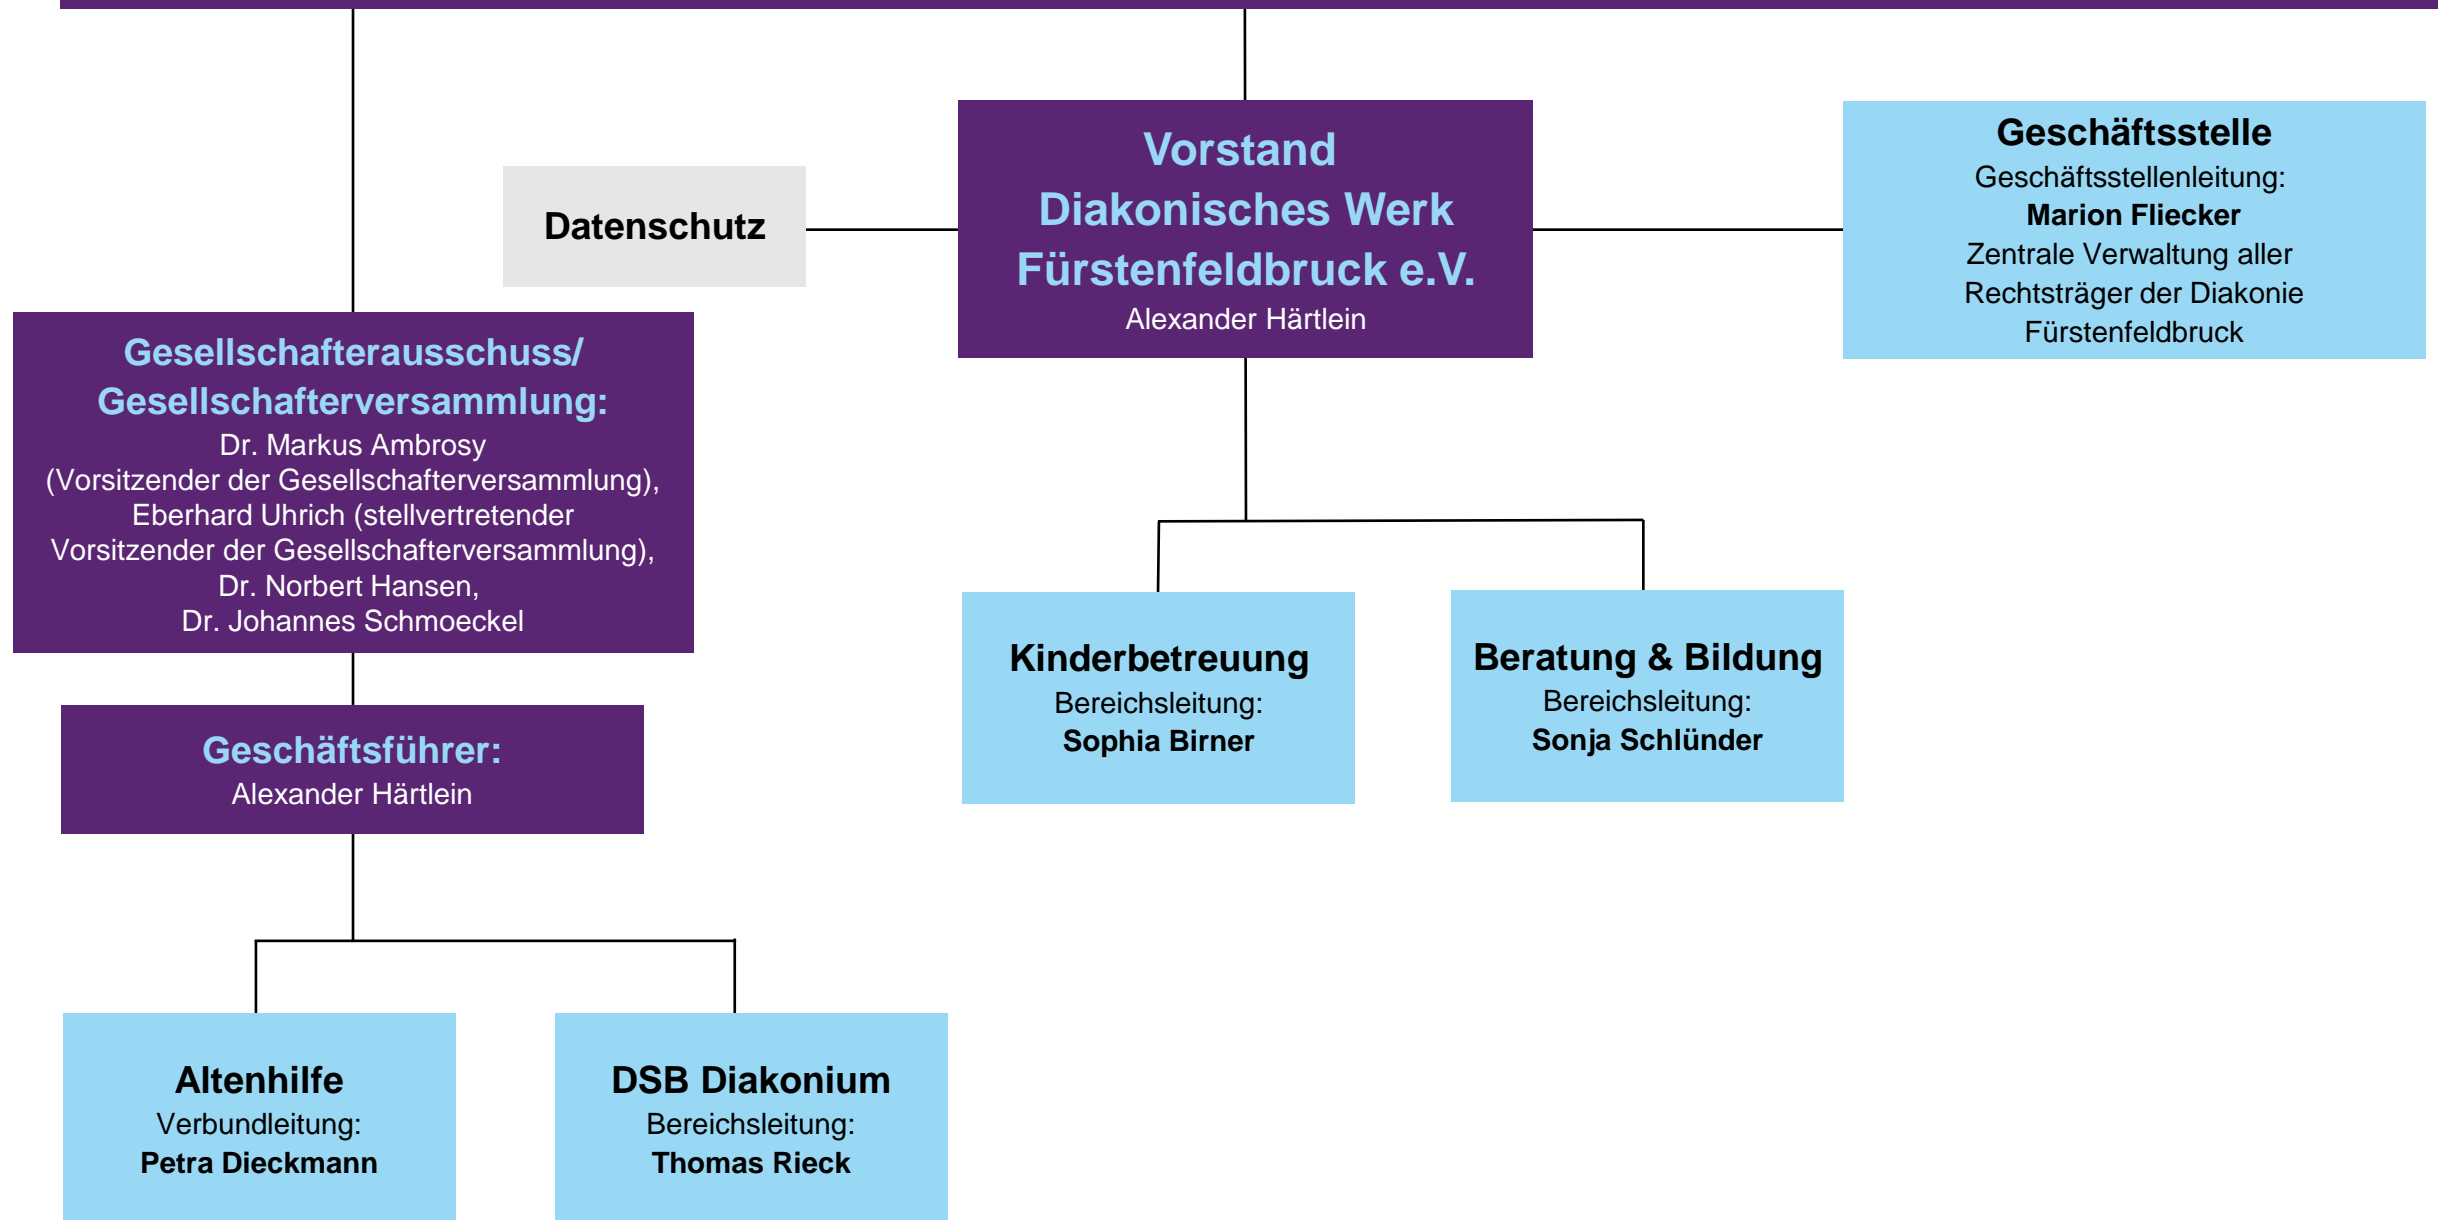 Vorstand
Diakonisches Werk
Fürstenfeldbruck e.V.
Alexander Härtlein
Geschäftsstelle
Geschäftsstellenleitung:
Marion Fliecker
Zentrale Verwaltung aller
Rechtsträger der Diakonie
Fürstenfeldbruck
Datenschutz
Gesellschafterausschuss/
Gesellschafterversammlung:
Dr. Markus Ambrosy
(Vorsitzender der Gesellschafterversammlung),
Eberhard Uhrich (stellvertretender
Vorsitzender der Gesellschafterversammlung),
Dr. Norbert Hansen,
Dr. Johannes Schmoeckel
Geschäftsführer:
Alexander Härtlein
Kinderbetreuung
Bereichsleitung:
Sophia Birner
Beratung & Bildung
Bereichsleitung:
Sonja Schlünder
Altenhilfe
Verbundleitung:
Petra Dieckmann
DSB Diakonium
Bereichsleitung:
Thomas Rieck